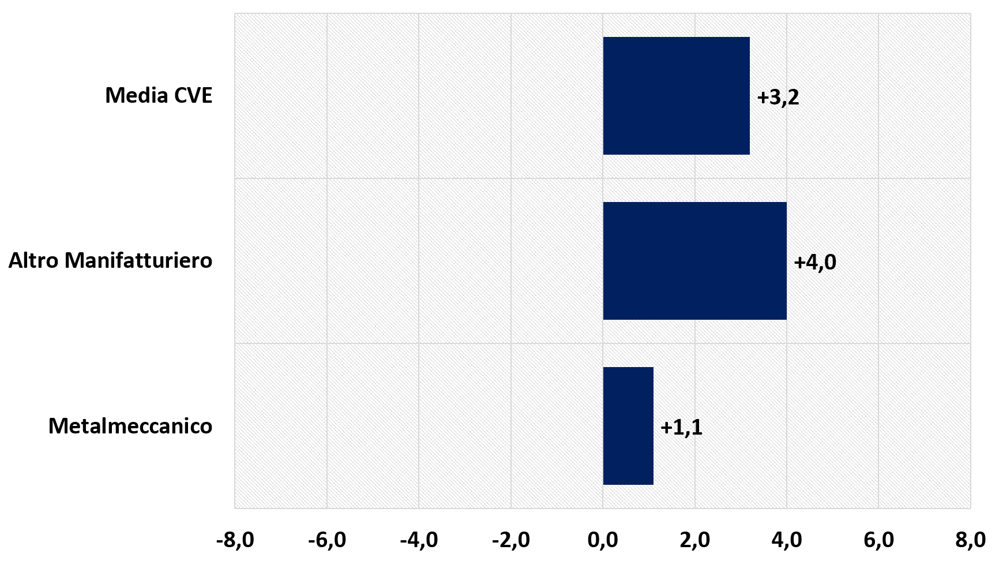 Media CVE
+3,2
Altro Manifatturiero
+4,0
Metalmeccanico
+1,1
-8,0 -6,0 -4,0 -2,0 0,0 2,0 4,0 6,0 8,0